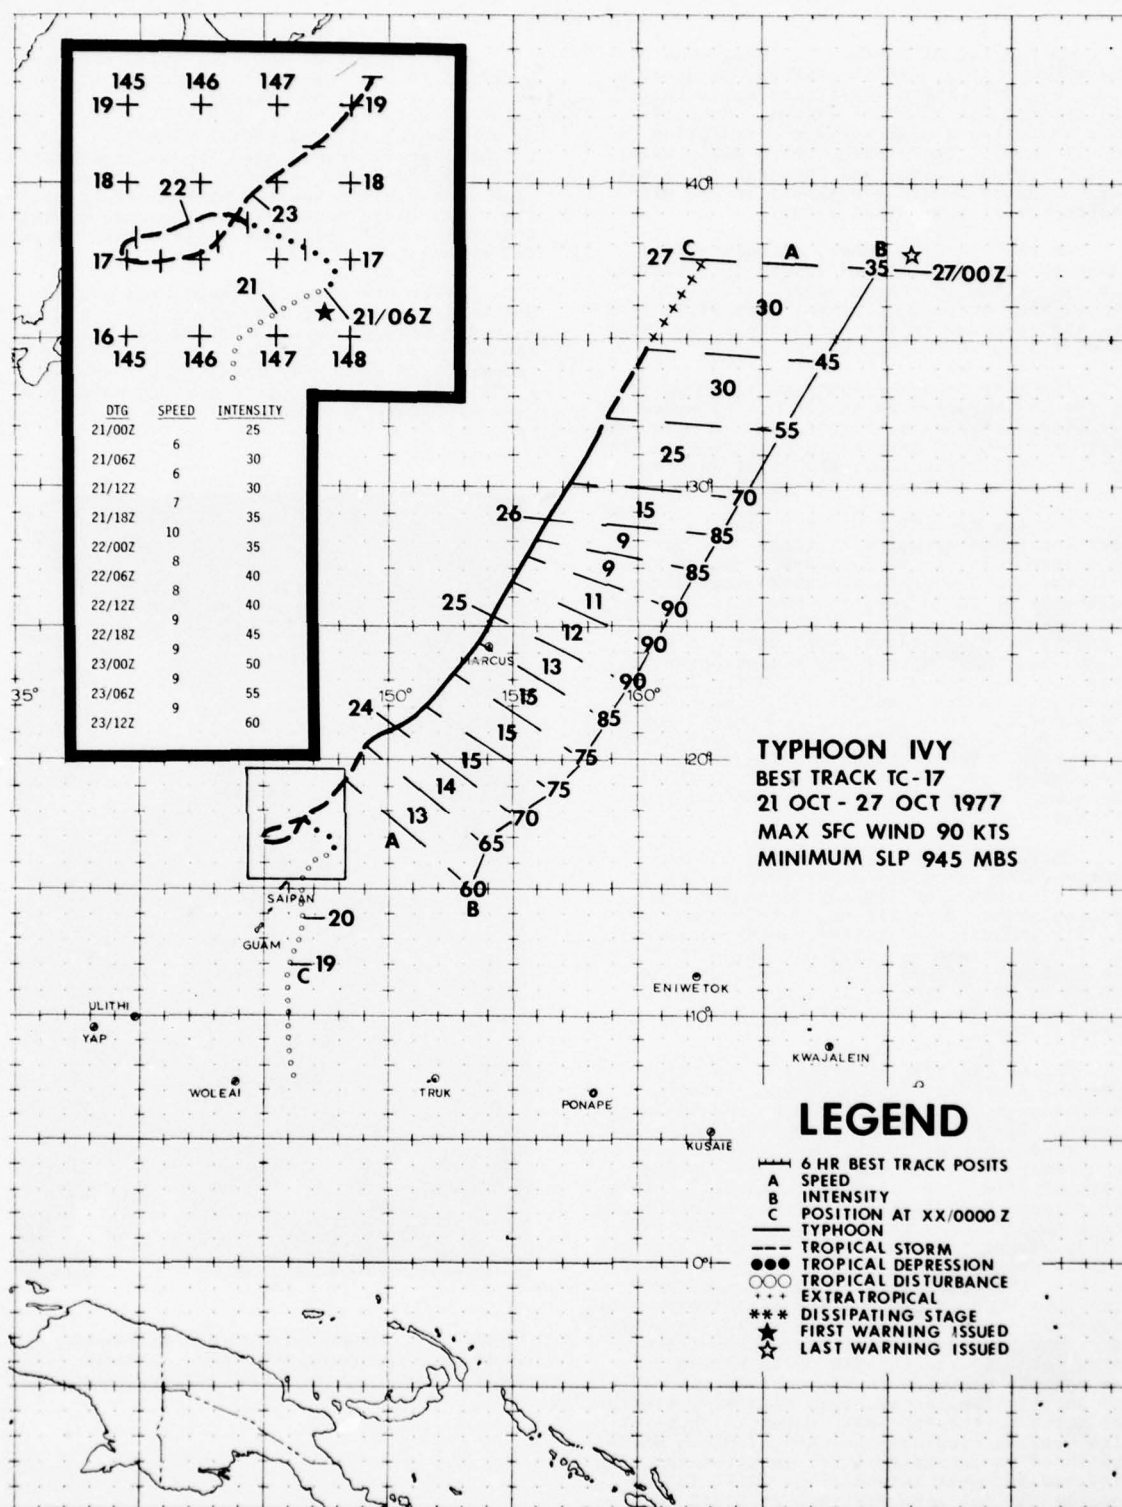 145 146 147
19 19
18 18
22
23
17 17
21
21/06Z
16
145 146 147 148
DTG SPEED INTENSITY
21/00Z 25
6
21/06Z 30
6
21/12Z 30
7
21/18Z 35
10
22/00Z 35
8
22/06Z 40
8
22/12Z 40
9
22/18Z 45
9
23/00Z 50
9
23/06Z 55
9
23/12Z 60
40°
27 C A B
35 27/00Z
30
45
30
55
25
30°
70
15
26
85
9
85
9
25
11
90
12
90
MARCUS
13
90
35° 150° 155° 160°
15
24
85
15
75
20°
15
75
14
70
13
A
65
60
B
TYPHOON IVY
BEST TRACK TC-17
21 OCT - 27 OCT 1977
MAX SFC WIND 90 KTS
MINIMUM SLP 945 MBS
SAIPAN
20
GUAM
C 19
ENIWETOK
ULITHI
10°
YAP
KWAJALEIN
WOLEAI
TRUK
PONAPE
KUSAIE
0°
LEGEND
6 HR BEST TRACK POSITS
A SPEED
B INTENSITY
C POSITION AT XX/0000 Z
TYPHOON
TROPICAL STORM
TROPICAL DEPRESSION
TROPICAL DISTURBANCE
EXTRATROPICAL
DISSIPATING STAGE
FIRST WARNING ISSUED
LAST WARNING ISSUED